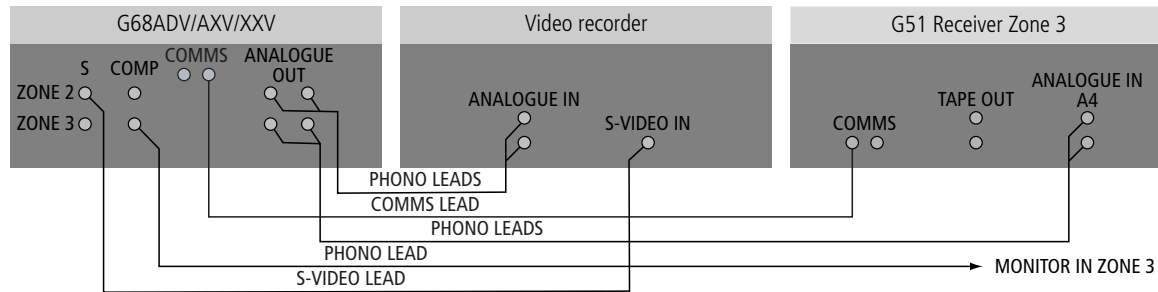 G68ADV/AXV/XXV
Video recorder
G51 Receiver Zone 3
S
COMP
COMMS
ANALOGUE
OUT
ZONE 2
ZONE 3
ANALOGUE IN
S-VIDEO IN
COMMS
TAPE OUT
ANALOGUE IN
A4
PHONO LEADS
COMMS LEAD
PHONO LEADS
PHONO LEAD
MONITOR IN ZONE 3
S-VIDEO LEAD